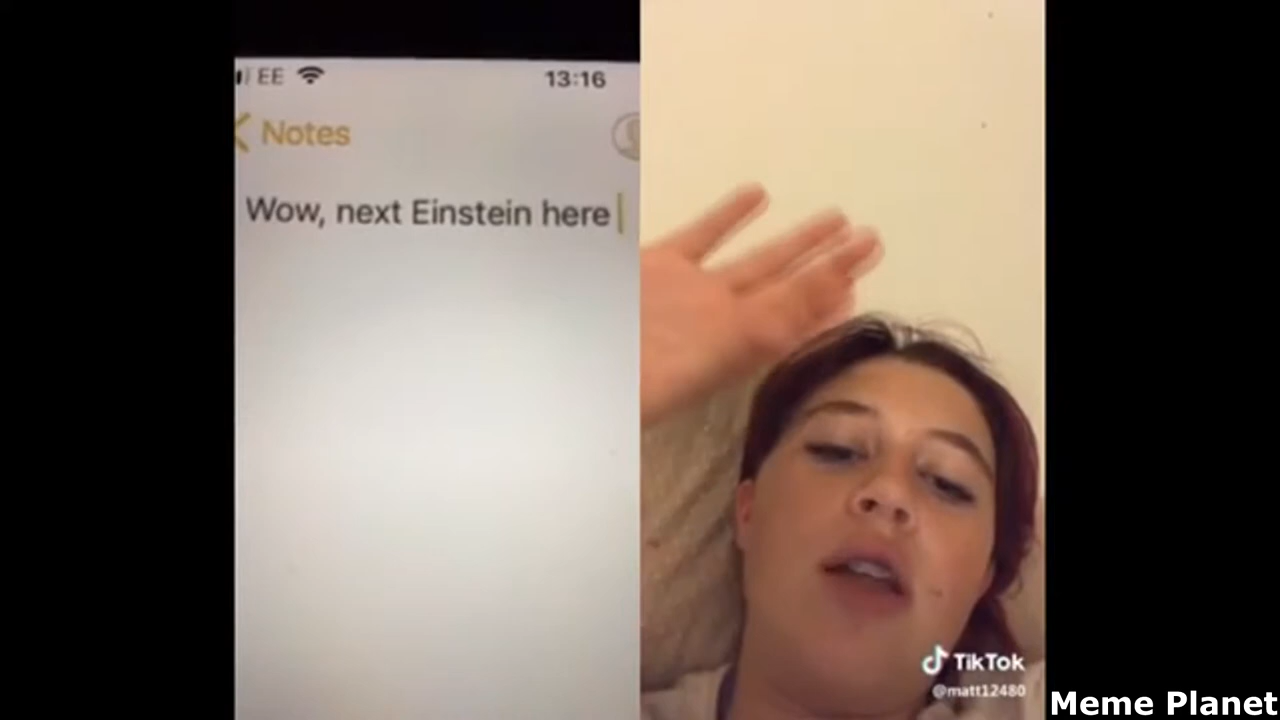 EE 13:16
Notes
Wow, next Einstein here
TikTok
@matt12480
Meme Planet